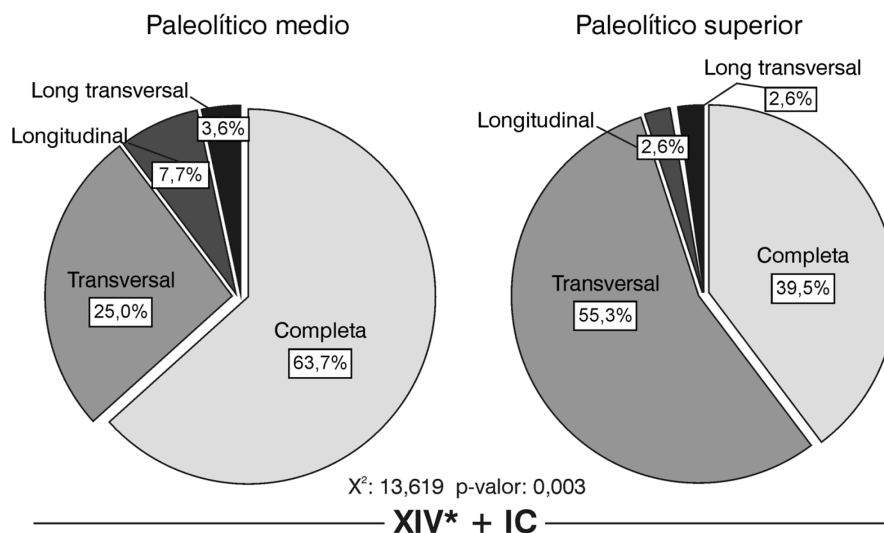 Paleolítico medio
Long transversal
3,6%
Longitudinal
7,7%
Transversal
25,0%
Completa
63,7%
Paleolítico superior
Long transversal
2,6%
Longitudinal
2,6%
Completa
39,5%
Transversal
55,3%
X²: 13,619 p-valor: 0,003
XIV* + IC